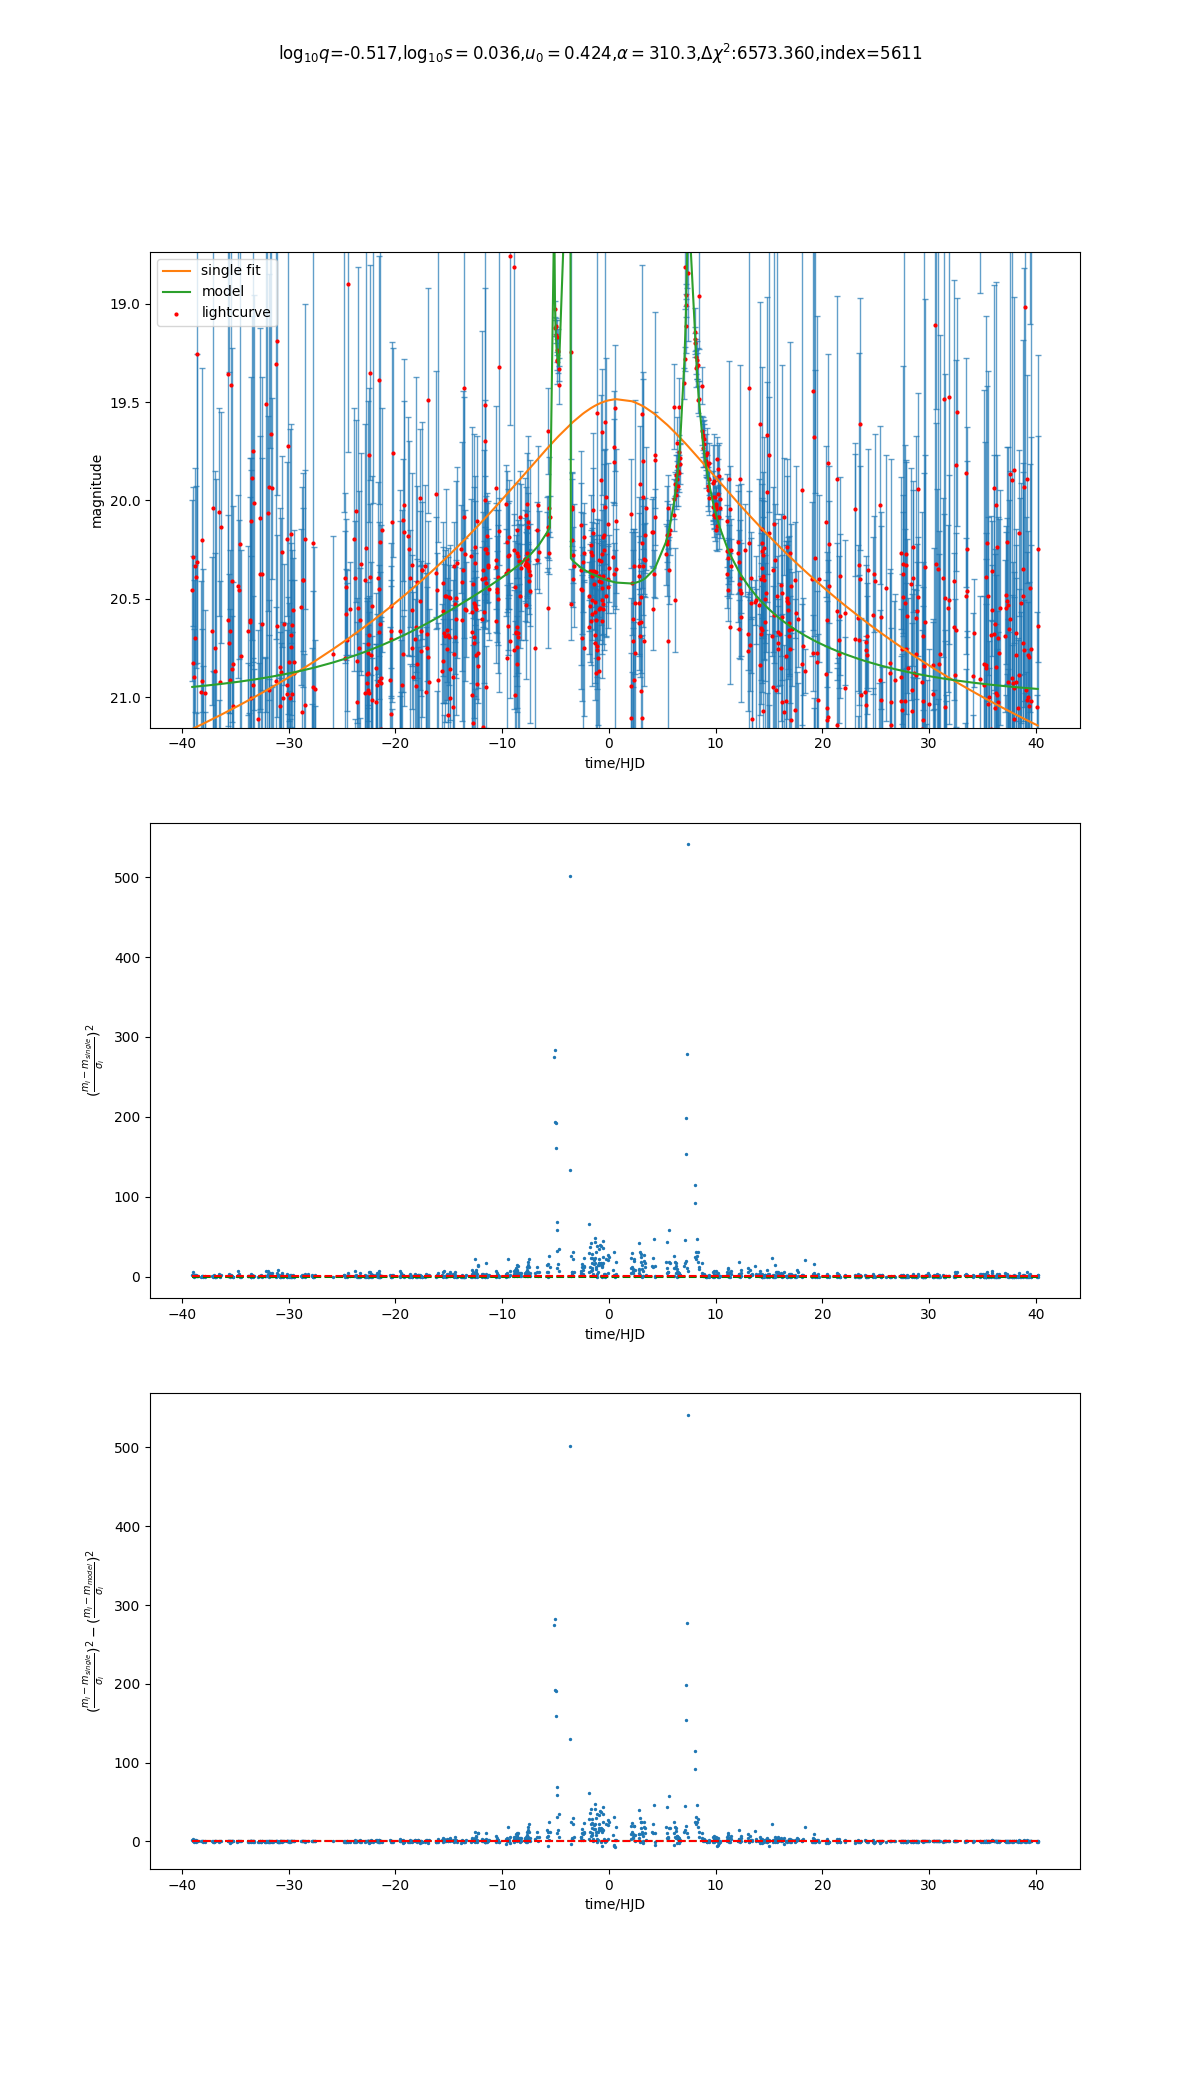 log₁₀q=-0.517,log₁₀s = 0.036,u₀ = 0.424,α = 310.3,Δχ²:6573.360,index=5611
single fit
model
lightcurve
magnitude
19.0
19.5
20.0
20.5
21.0
−40 −30 −20 −10 0 10 20 30 40
time/HJD
((mᵢ − m_single)/σᵢ)²
500
400
300
200
100
0
−40 −30 −20 −10 0 10 20 30 40
time/HJD
((mᵢ − m_single)/σᵢ)² − ((mᵢ − m_model)/σᵢ)²
500
400
300
200
100
0
−40 −30 −20 −10 0 10 20 30 40
time/HJD